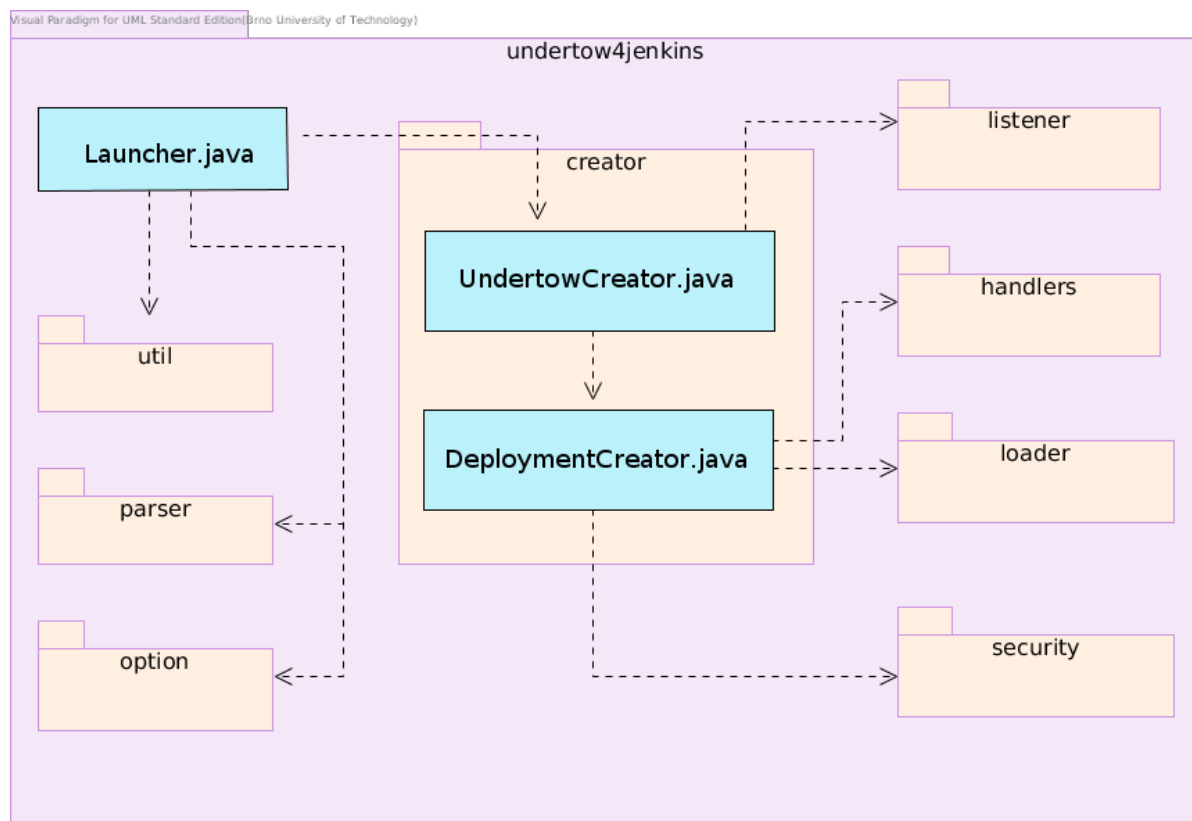 Visual Paradigm for UML Standard Edition(Brno University of Technology)
undertow4jenkins
Launcher.java
creator
listener
UndertowCreator.java
handlers
util
DeploymentCreator.java
loader
parser
option
security